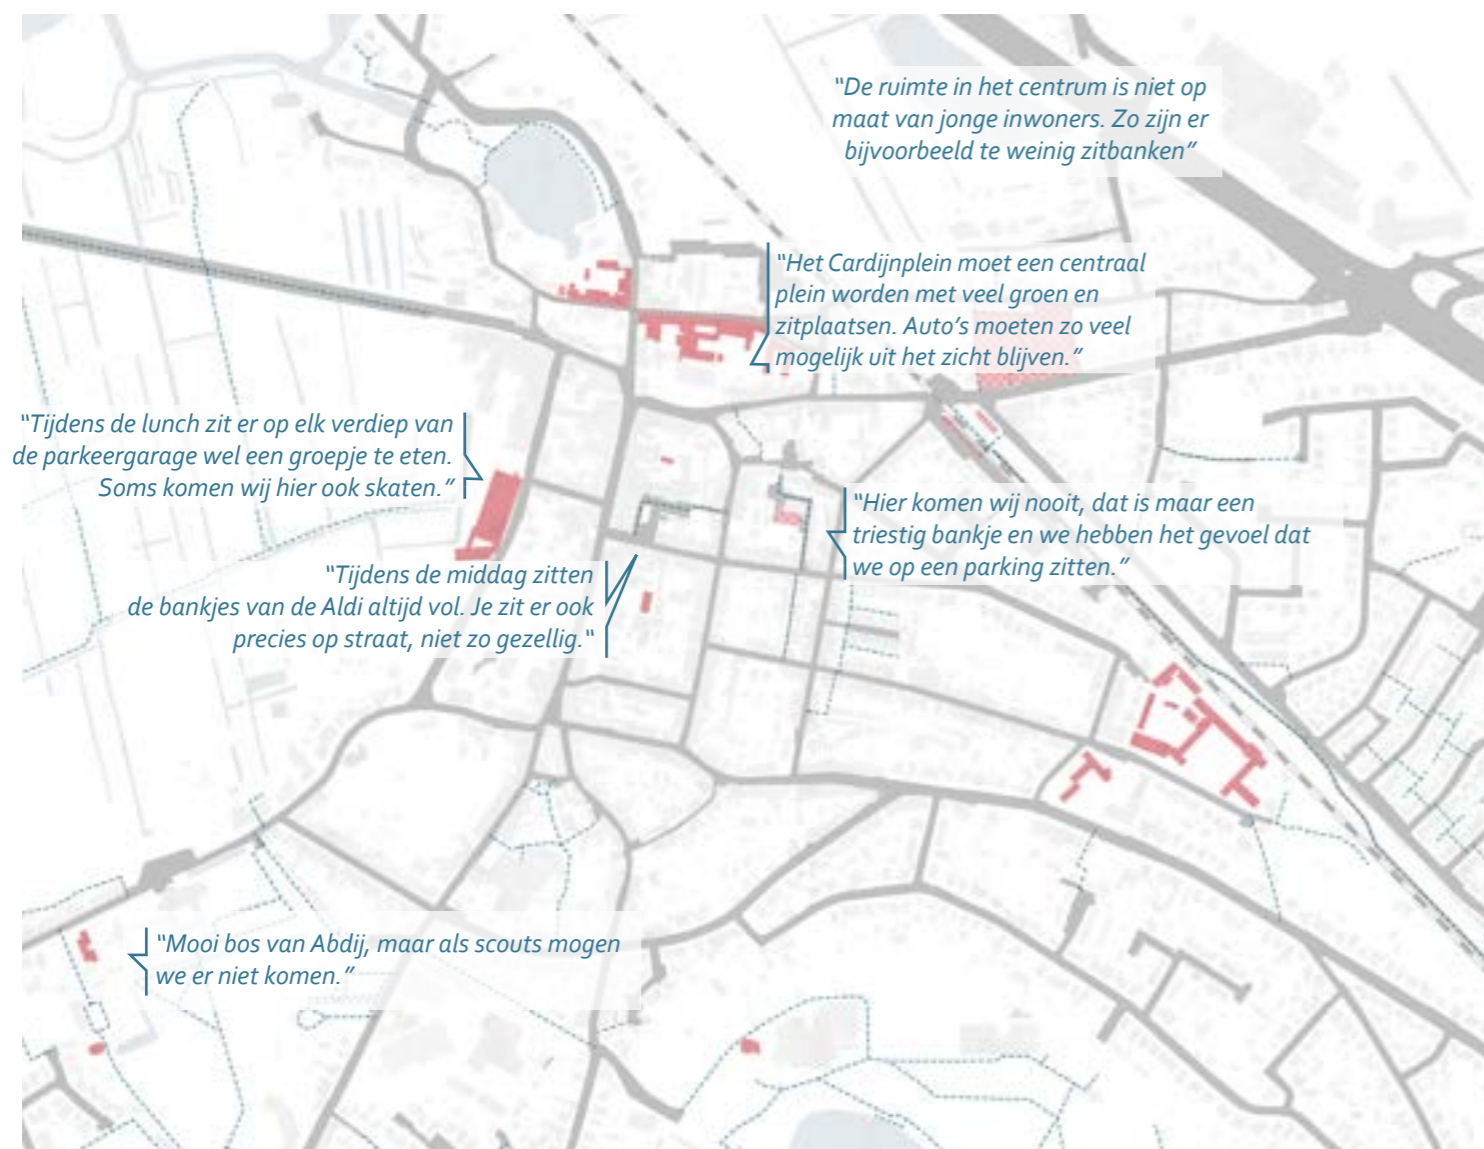 “De ruimte in het centrum is niet op
maat van jonge inwoners. Zo zijn er
bijvoorbeeld te weinig zitbanken”
“Het Cardijnplein moet een centraal
plein worden met veel groen en
zitplaatsen. Auto’s moeten zo veel
mogelijk uit het zicht blijven.”
“Tijdens de lunch zit er op elk verdiep van
de parkeergarage wel een groepje te eten.
Soms komen wij hier ook skaten.”
“Hier komen wij nooit, dat is maar een
triestig bankje en we hebben het gevoel dat
we op een parking zitten.”
“Tijdens de middag zitten
de bankjes van de Aldi altijd vol. Je zit er ook
precies op straat, niet zo gezellig.“
“Mooi bos van Abdij, maar als scouts mogen
we er niet komen.”